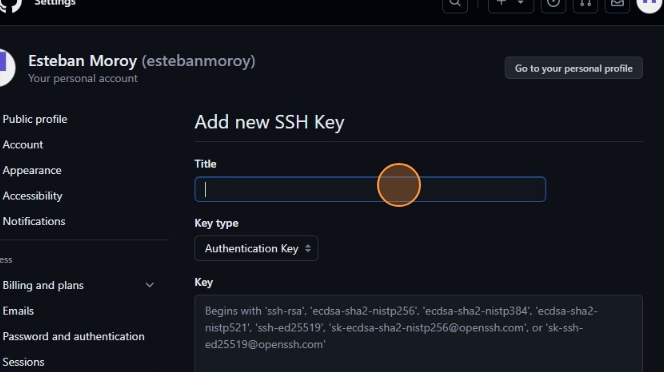 Settings
Esteban Moroy (estebanmoroy)
Your personal account
Go to your personal profile
Public profile
Account
Appearance
Accessibility
Notifications
ess
Billing and plans
Emails
Password and authentication
Sessions
Add new SSH Key
Title
Key type
Authentication Key
Key
Begins with 'ssh-rsa', 'ecdsa-sha2-nistp256', 'ecdsa-sha2-nistp384', 'ecdsa-sha2-
nistp521', 'ssh-ed25519', 'sk-ecdsa-sha2-nistp256@openssh.com', or 'sk-ssh-
ed25519@openssh.com'